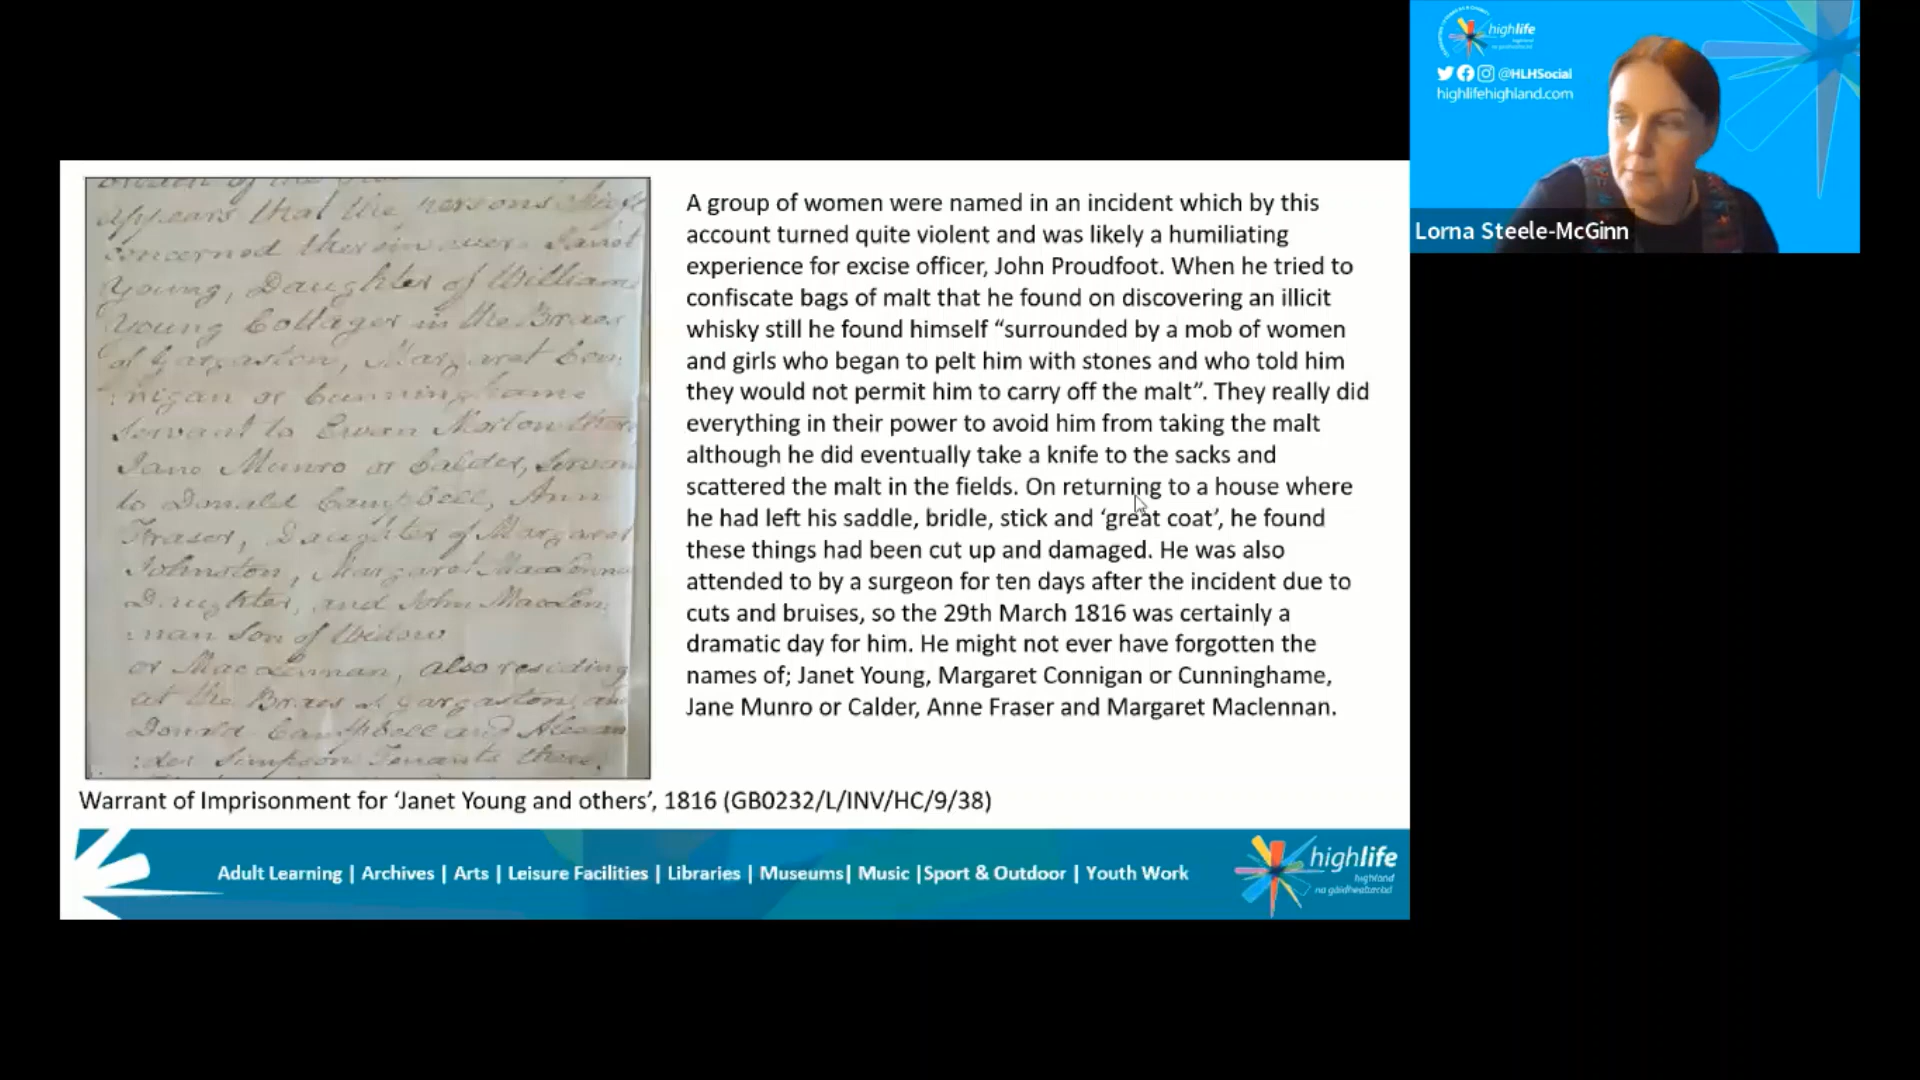 appears that the persons chiefly
concerned therein were Janet
Young, Daughter of William
Young Cottager in the Braes
of Gargaston, Margaret Con
:nigan or Cunninghame
Servant to Ewan Morison there
Jane Munro or Calder, Servant
to Donald Campbell, Ann
Fraser, Daughter of Margaret
Johnston, Margaret Maclennan
Daughter, and John MacLen
:nan Son of Widow
or MacLennan, also residing
at the Braes of Gargaston, and
Donald Campbell and Alexan
:der Simpson Tenants there.
A group of women were named in an incident which by this
account turned quite violent and was likely a humiliating
experience for excise officer, John Proudfoot. When he tried to
confiscate bags of malt that he found on discovering an illicit
whisky still he found himself “surrounded by a mob of women
and girls who began to pelt him with stones and who told him
they would not permit him to carry off the malt”. They really did
everything in their power to avoid him from taking the malt
although he did eventually take a knife to the sacks and
scattered the malt in the fields. On returning to a house where
he had left his saddle, bridle, stick and ‘great coat’, he found
these things had been cut up and damaged. He was also
attended to by a surgeon for ten days after the incident due to
cuts and bruises, so the 29th March 1816 was certainly a
dramatic day for him. He might not ever have forgotten the
names of; Janet Young, Margaret Connigan or Cunninghame,
Jane Munro or Calder, Anne Fraser and Margaret Maclennan.
Warrant of Imprisonment for ‘Janet Young and others’, 1816 (GB0232/L/INV/HC/9/38)
Adult Learning | Archives | Arts | Leisure Facilities | Libraries | Museums| Music |Sport & Outdoor | Youth Work
highlife
highland
na gàidhealtachd
highlife
@HLHSocial
highlifehighland.com
Lorna Steele-McGinn